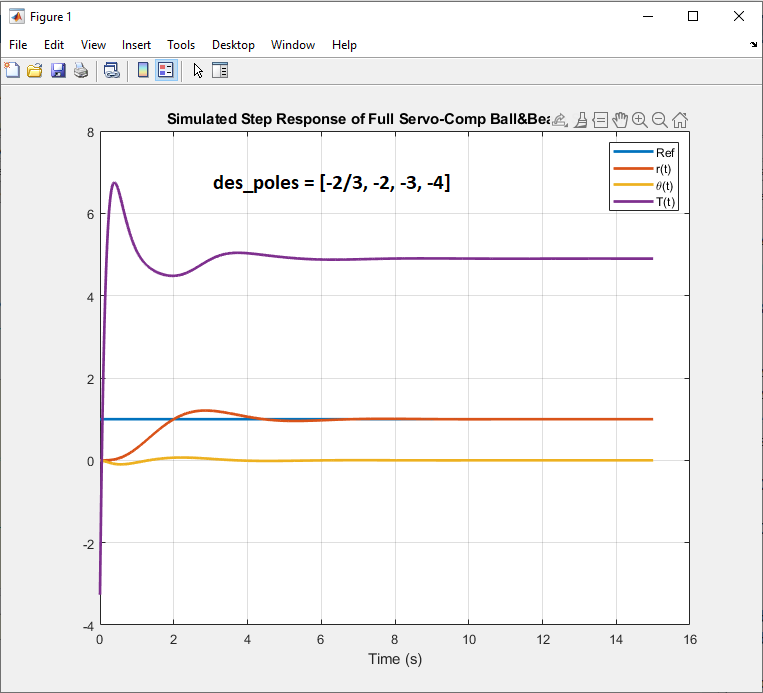 Figure 1
File Edit View Insert Tools Desktop Window Help
Simulated Step Response of Full Servo-Comp Ball&Bea
des_poles = [-2/3, -2, -3, -4]
Ref
r(t)
θ(t)
T(t)
8
6
4
2
0
-2
-4
0 2 4 6 8 10 12 14 16
Time (s)